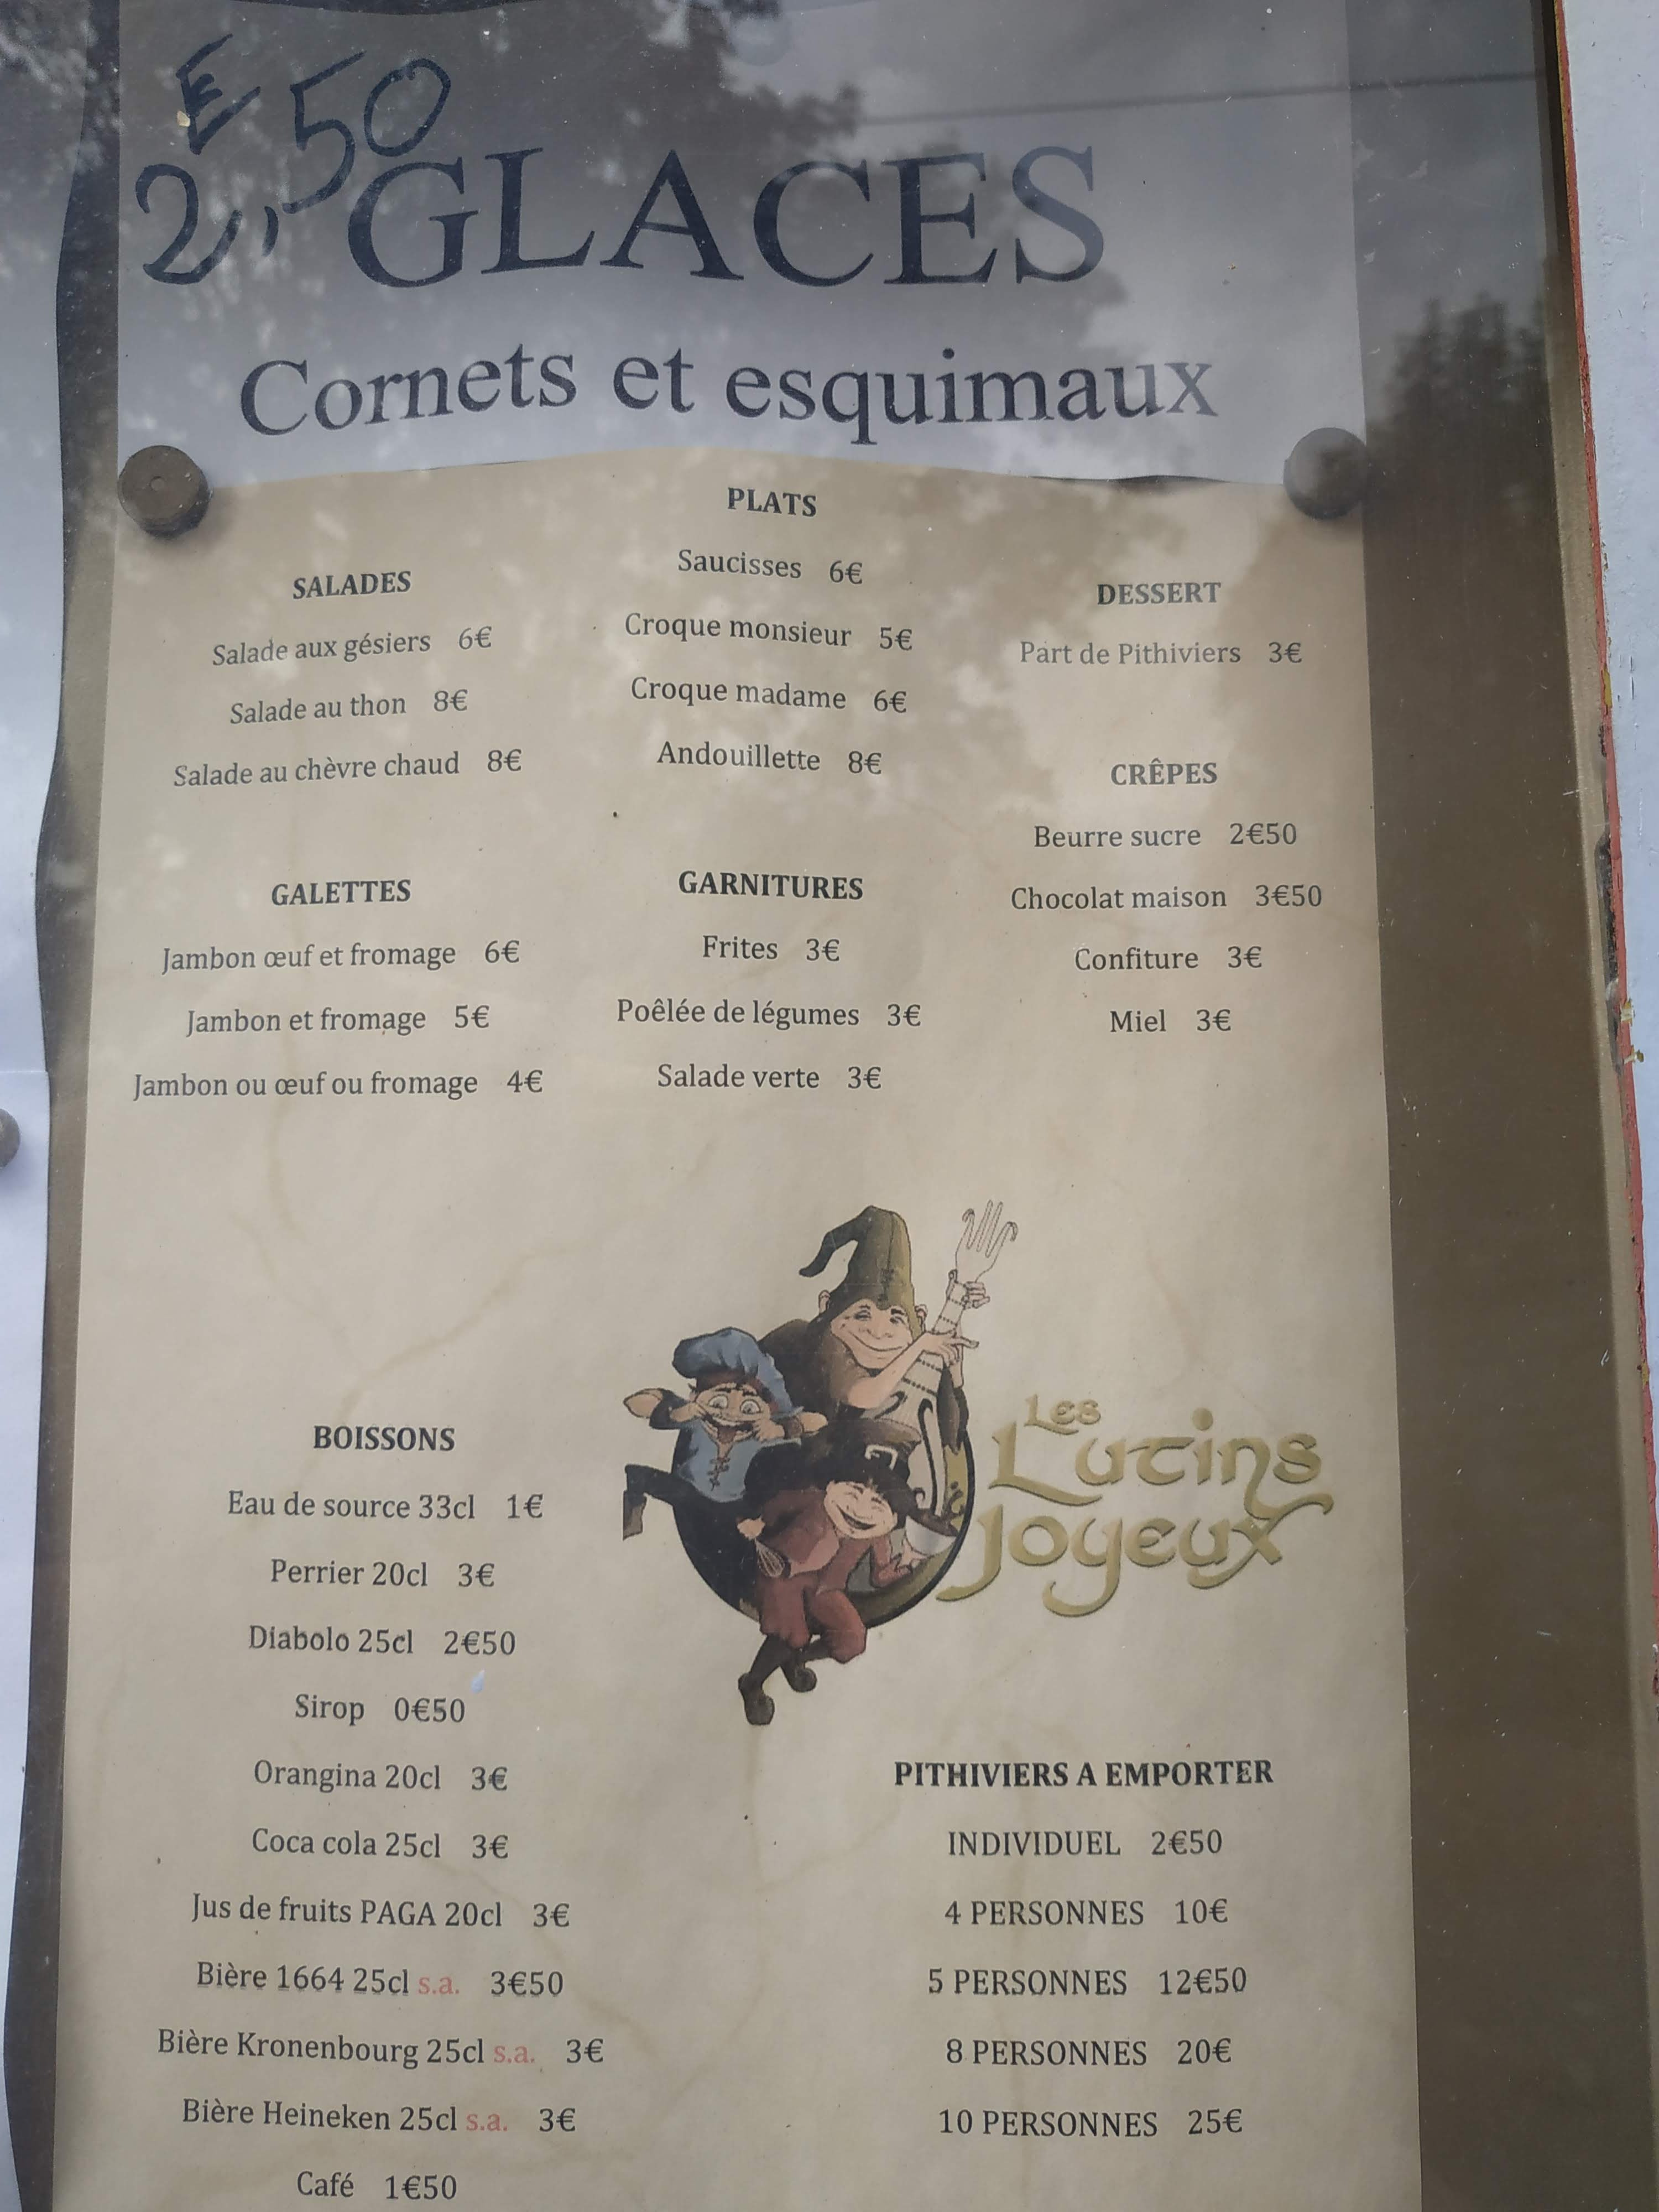 €
2,50
GLACES
Cornets et esquimaux
SALADES
Salade aux gésiers 6€
Salade au thon 8€
Salade au chèvre chaud 8€
GALETTES
Jambon œuf et fromage 6€
Jambon et fromage 5€
Jambon ou œuf ou fromage 4€
PLATS
Saucisses 6€
Croque monsieur 5€
Croque madame 6€
Andouillette 8€
GARNITURES
Frites 3€
Poêlée de légumes 3€
Salade verte 3€
DESSERT
Part de Pithiviers 3€
CRÊPES
Beurre sucre 2€50
Chocolat maison 3€50
Confiture 3€
Miel 3€
Les
Lutins
Joyeux
BOISSONS
Eau de source 33cl 1€
Perrier 20cl 3€
Diabolo 25cl 2€50
Sirop 0€50
Orangina 20cl 3€
Coca cola 25cl 3€
Jus de fruits PAGA 20cl 3€
Bière 1664 25cl s.a. 3€50
Bière Kronenbourg 25cl s.a. 3€
Bière Heineken 25cl s.a. 3€
Café 1€50
PITHIVIERS A EMPORTER
INDIVIDUEL 2€50
4 PERSONNES 10€
5 PERSONNES 12€50
8 PERSONNES 20€
10 PERSONNES 25€